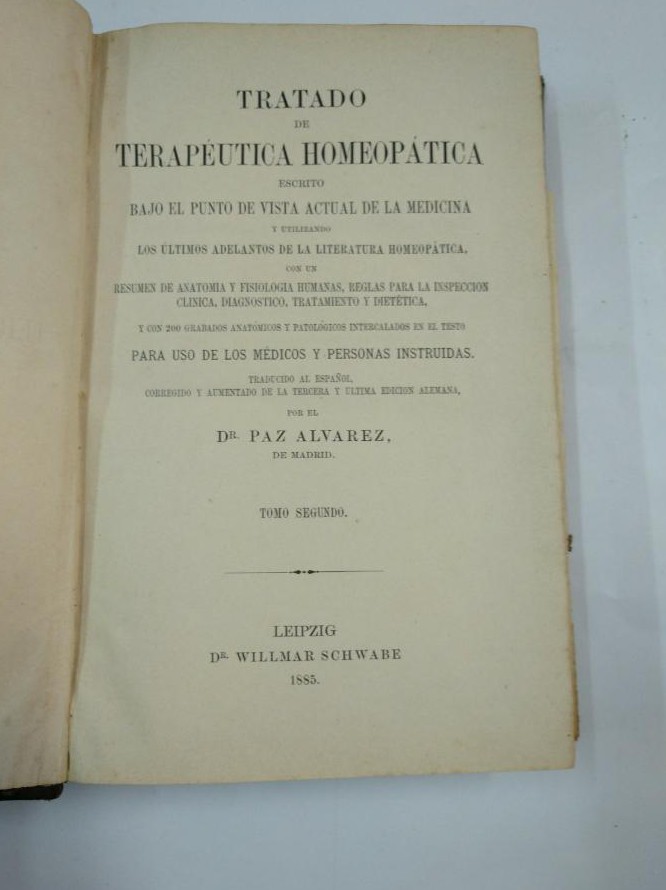 TRATADO
DE
TERAPÉUTICA HOMEOPÁTICA
ESCRITO
BAJO EL PUNTO DE VISTA ACTUAL DE LA MEDICINA
Y UTILIZANDO
LOS ÚLTIMOS ADELANTOS DE LA LITERATURA HOMEOPÁTICA,
CON UN
RESUMEN DE ANATOMIA Y FISIOLOGIA HUMANAS, REGLAS PARA LA INSPECCION
CLINICA, DIAGNOSTICO, TRATAMIENTO Y DIETÉTICA,
Y CON 200 GRABADOS ANATÓMICOS Y PATOLÓGICOS INTERCALADOS EN EL TESTO
PARA USO DE LOS MÉDICOS Y PERSONAS INSTRUIDAS.
TRADUCIDO AL ESPAÑOL,
CORREGIDO Y AUMENTADO DE LA TERCERA Y ULTIMA EDICION ALEMANA,
POR EL
DR. PAZ ALVAREZ,
DE MADRID.
TOMO SEGUNDO.
LEIPZIG
DR. WILLMAR SCHWABE
1885.